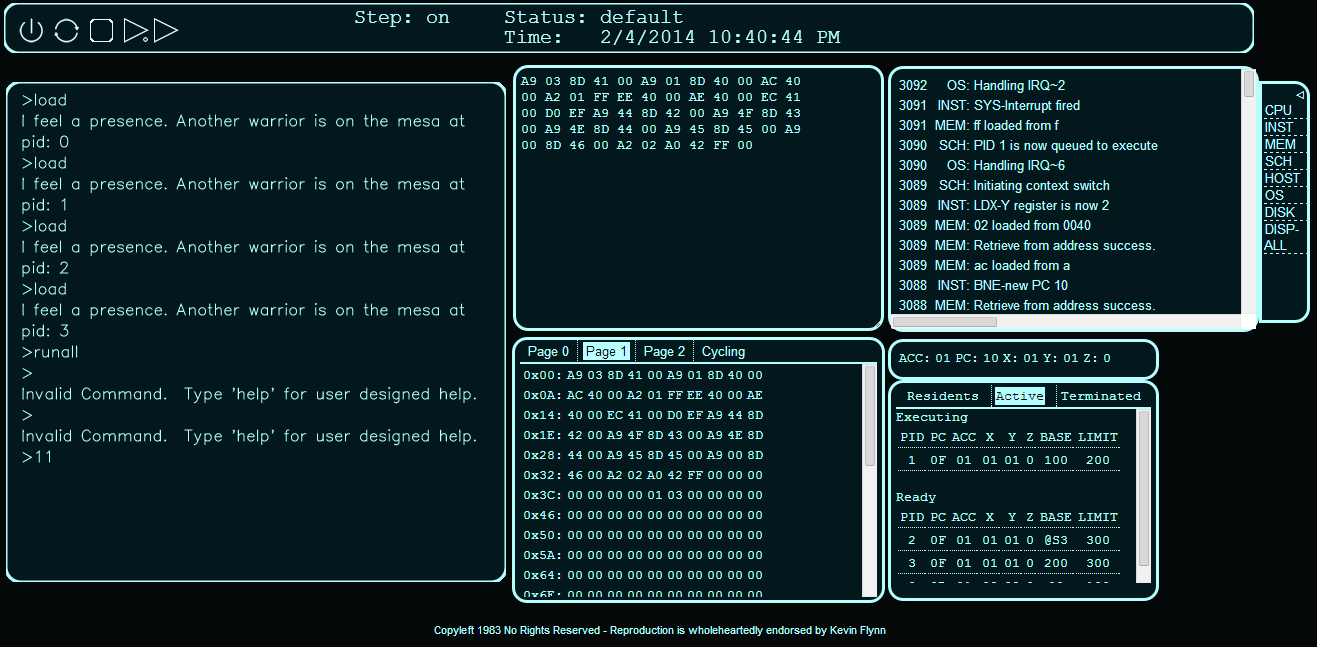 Step: on
Status: default
Time: 2/4/2014 10:40:44 PM
>load
I feel a presence. Another warrior is on the mesa at
pid: 0
>load
I feel a presence. Another warrior is on the mesa at
pid: 1
>load
I feel a presence. Another warrior is on the mesa at
pid: 2
>load
I feel a presence. Another warrior is on the mesa at
pid: 3
>runall
>
Invalid Command. Type 'help' for user designed help.
>
Invalid Command. Type 'help' for user designed help.
>11
A9 03 8D 41 00 A9 01 8D 40 00 AC 40
00 A2 01 FF EE 40 00 AE 40 00 EC 41
00 D0 EF A9 44 8D 42 00 A9 4F 8D 43
00 A9 4E 8D 44 00 A9 45 8D 45 00 A9
00 8D 46 00 A2 02 A0 42 FF 00
3092 OS: Handling IRQ~2
3091 INST: SYS-Interrupt fired
3091 MEM: ff loaded from f
3090 SCH: PID 1 is now queued to execute
3090 OS: Handling IRQ~6
3089 SCH: Initiating context switch
3089 INST: LDX-Y register is now 2
3089 MEM: 02 loaded from 0040
3089 MEM: Retrieve from address success.
3089 MEM: ac loaded from a
3088 INST: BNE-new PC 10
3088 MEM: Retrieve from address success.
CPU
INST
MEM
SCH
HOST
OS
DISK
DISP-
ALL
Page 0 Page 1 Page 2 Cycling
0x00: A9 03 8D 41 00 A9 01 8D 40 00
0x0A: AC 40 00 A2 01 FF EE 40 00 AE
0x14: 40 00 EC 41 00 D0 EF A9 44 8D
0x1E: 42 00 A9 4F 8D 43 00 A9 4E 8D
0x28: 44 00 A9 45 8D 45 00 A9 00 8D
0x32: 46 00 A2 02 A0 42 FF 00 00 00
0x3C: 00 00 00 00 01 03 00 00 00 00
0x46: 00 00 00 00 00 00 00 00 00 00
0x50: 00 00 00 00 00 00 00 00 00 00
0x5A: 00 00 00 00 00 00 00 00 00 00
0x64: 00 00 00 00 00 00 00 00 00 00
0x6E: 00 00 00 00 00 00 00 00 00 00
ACC: 01 PC: 10 X: 01 Y: 01 Z: 0
Residents Active Terminated
Executing
PID PC ACC X Y Z BASE LIMIT
1 0F 01 01 01 0 100 200
Ready
PID PC ACC X Y Z BASE LIMIT
2 0F 01 01 01 0 @S3 300
3 0F 01 01 01 0 200 300
Copyleft 1983 No Rights Reserved - Reproduction is wholeheartedly endorsed by Kevin Flynn